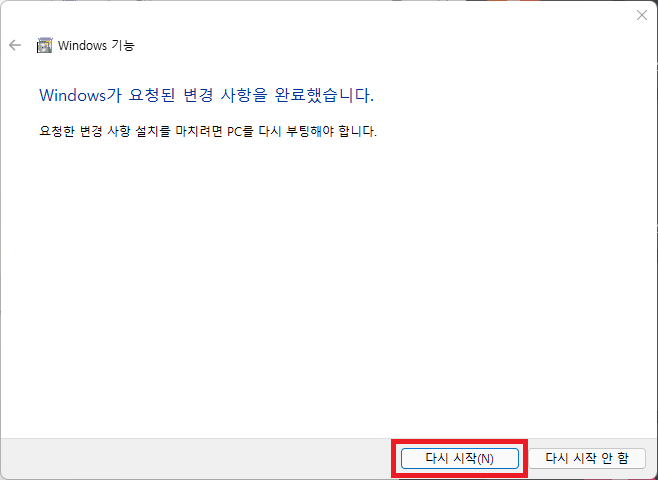 Windows 기능
Windows가 요청된 변경 사항을 완료했습니다.
요청한 변경 사항 설치를 마치려면 PC를 다시 부팅해야 합니다.
다시 시작(N)
다시 시작 안 함